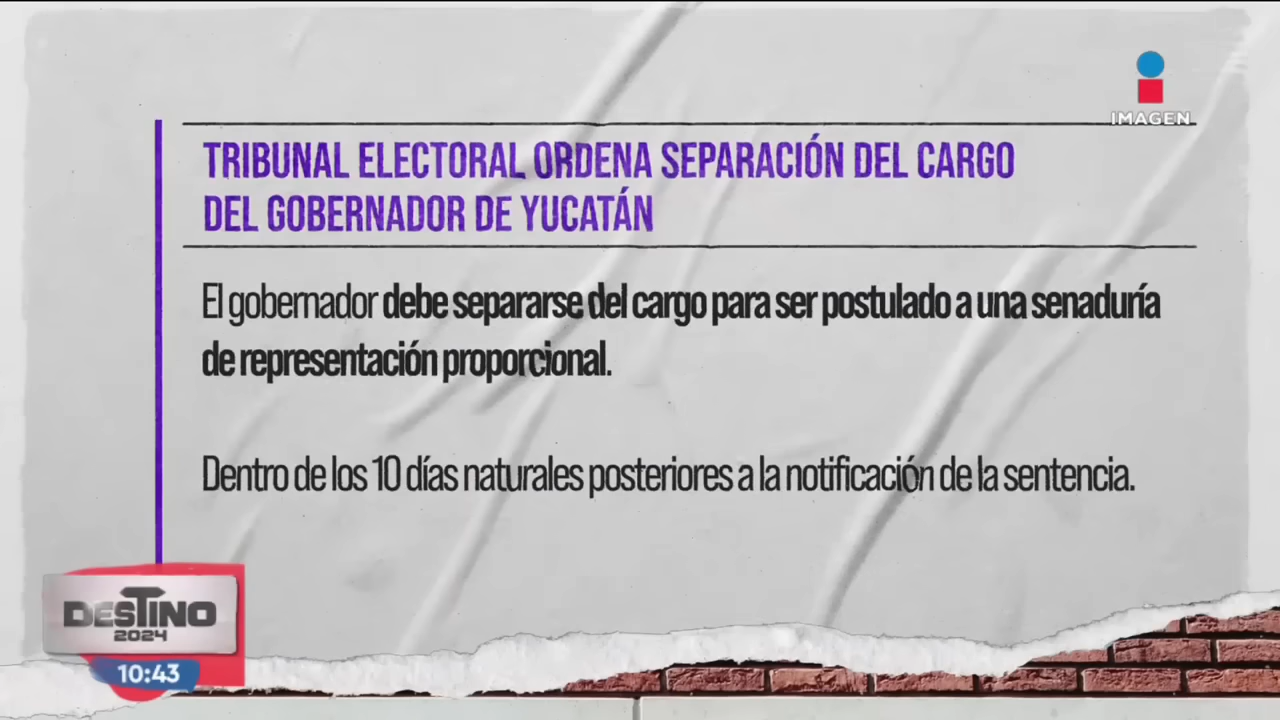 IMAGEN
TRIBUNAL ELECTORAL ORDENA SEPARACIÓN DEL CARGO
DEL GOBERNADOR DE YUCATÁN
El gobernador debe separarse del cargo para ser postulado a una senaduría
de representación proporcional.
Dentro de los 10 días naturales posteriores a la notificación de la sentencia.
DESTINO
2024
10:43